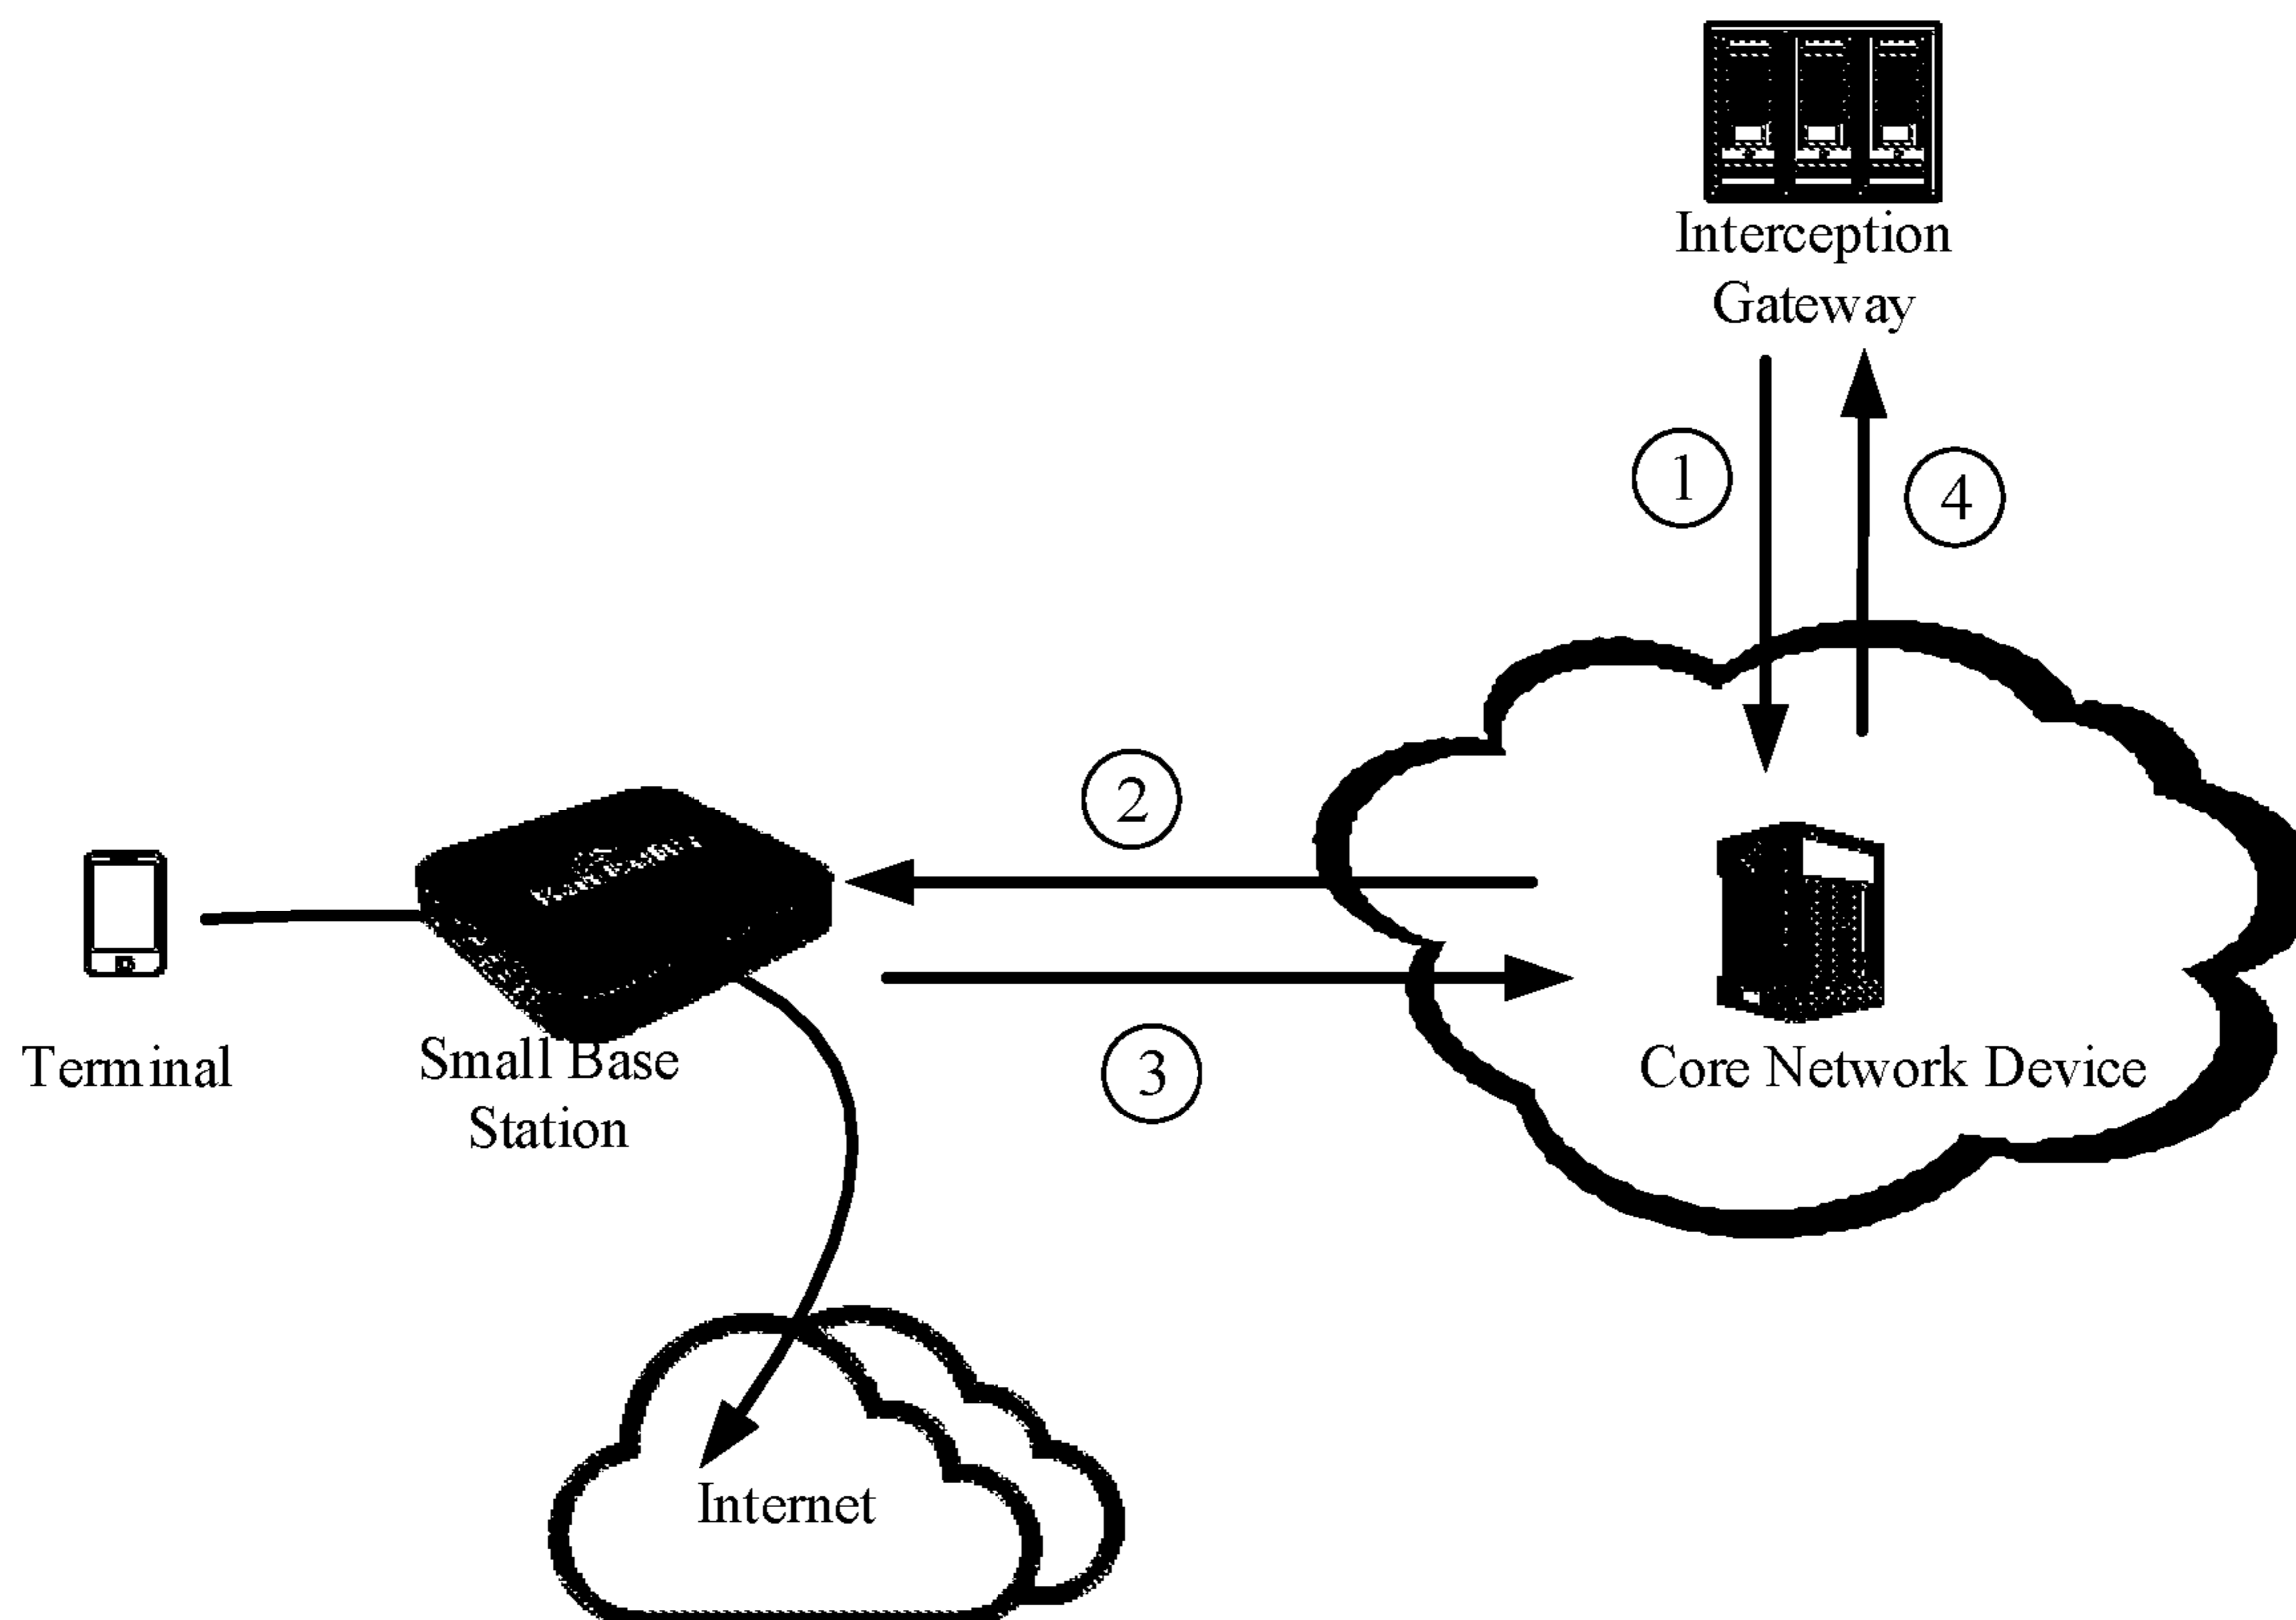 Interception
Gateway
1
4
2
Terminal
Small Base
Station
3
Core Network Device
Internet